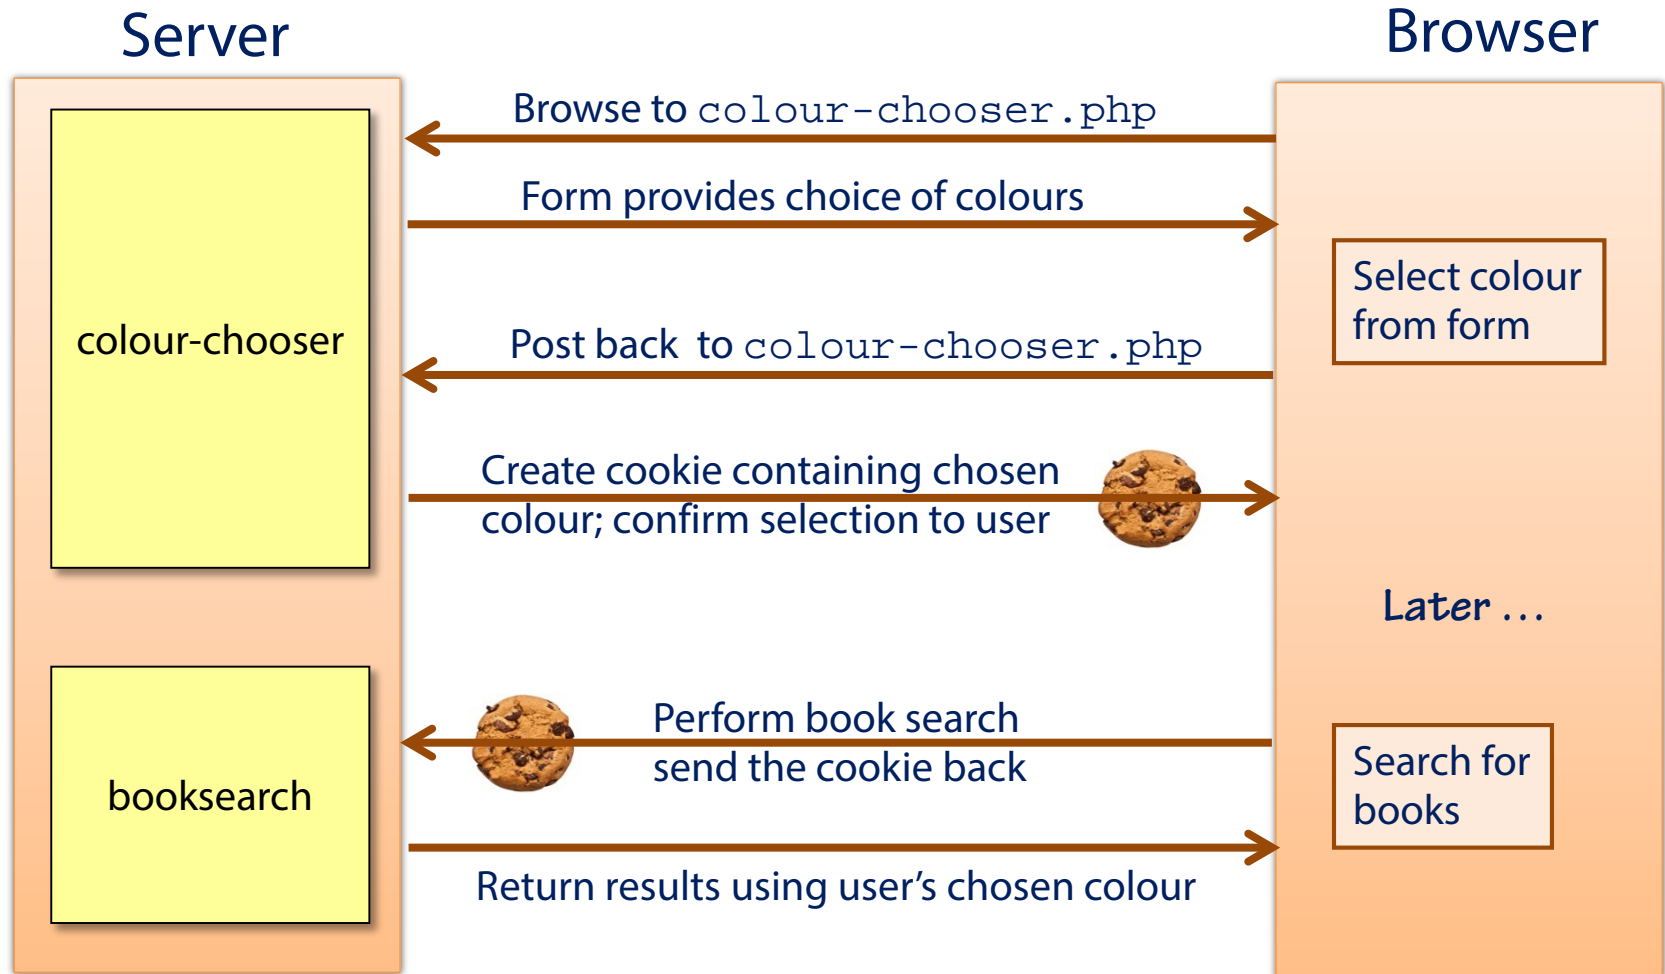 Server
Browser
Browse to colour-chooser.php
Form provides choice of colours
Select colour
from form
colour-chooser
Post back to colour-chooser.php
Create cookie containing chosen
colour; confirm selection to user
Later ...
Perform book search
send the cookie back
Search for
books
booksearch
Return results using user’s chosen colour